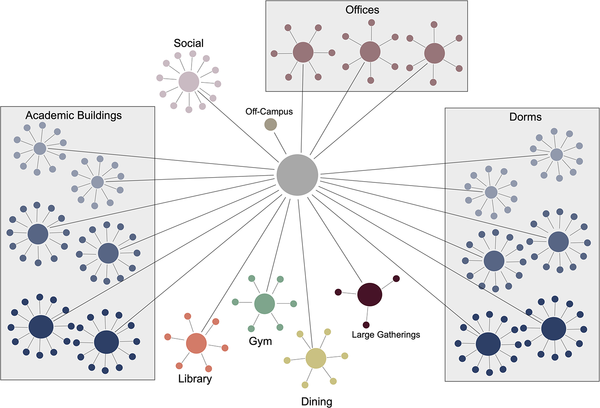 Offices
Social
Off-Campus
Academic Buildings
Dorms
Large Gatherings
Gym
Library
Dining